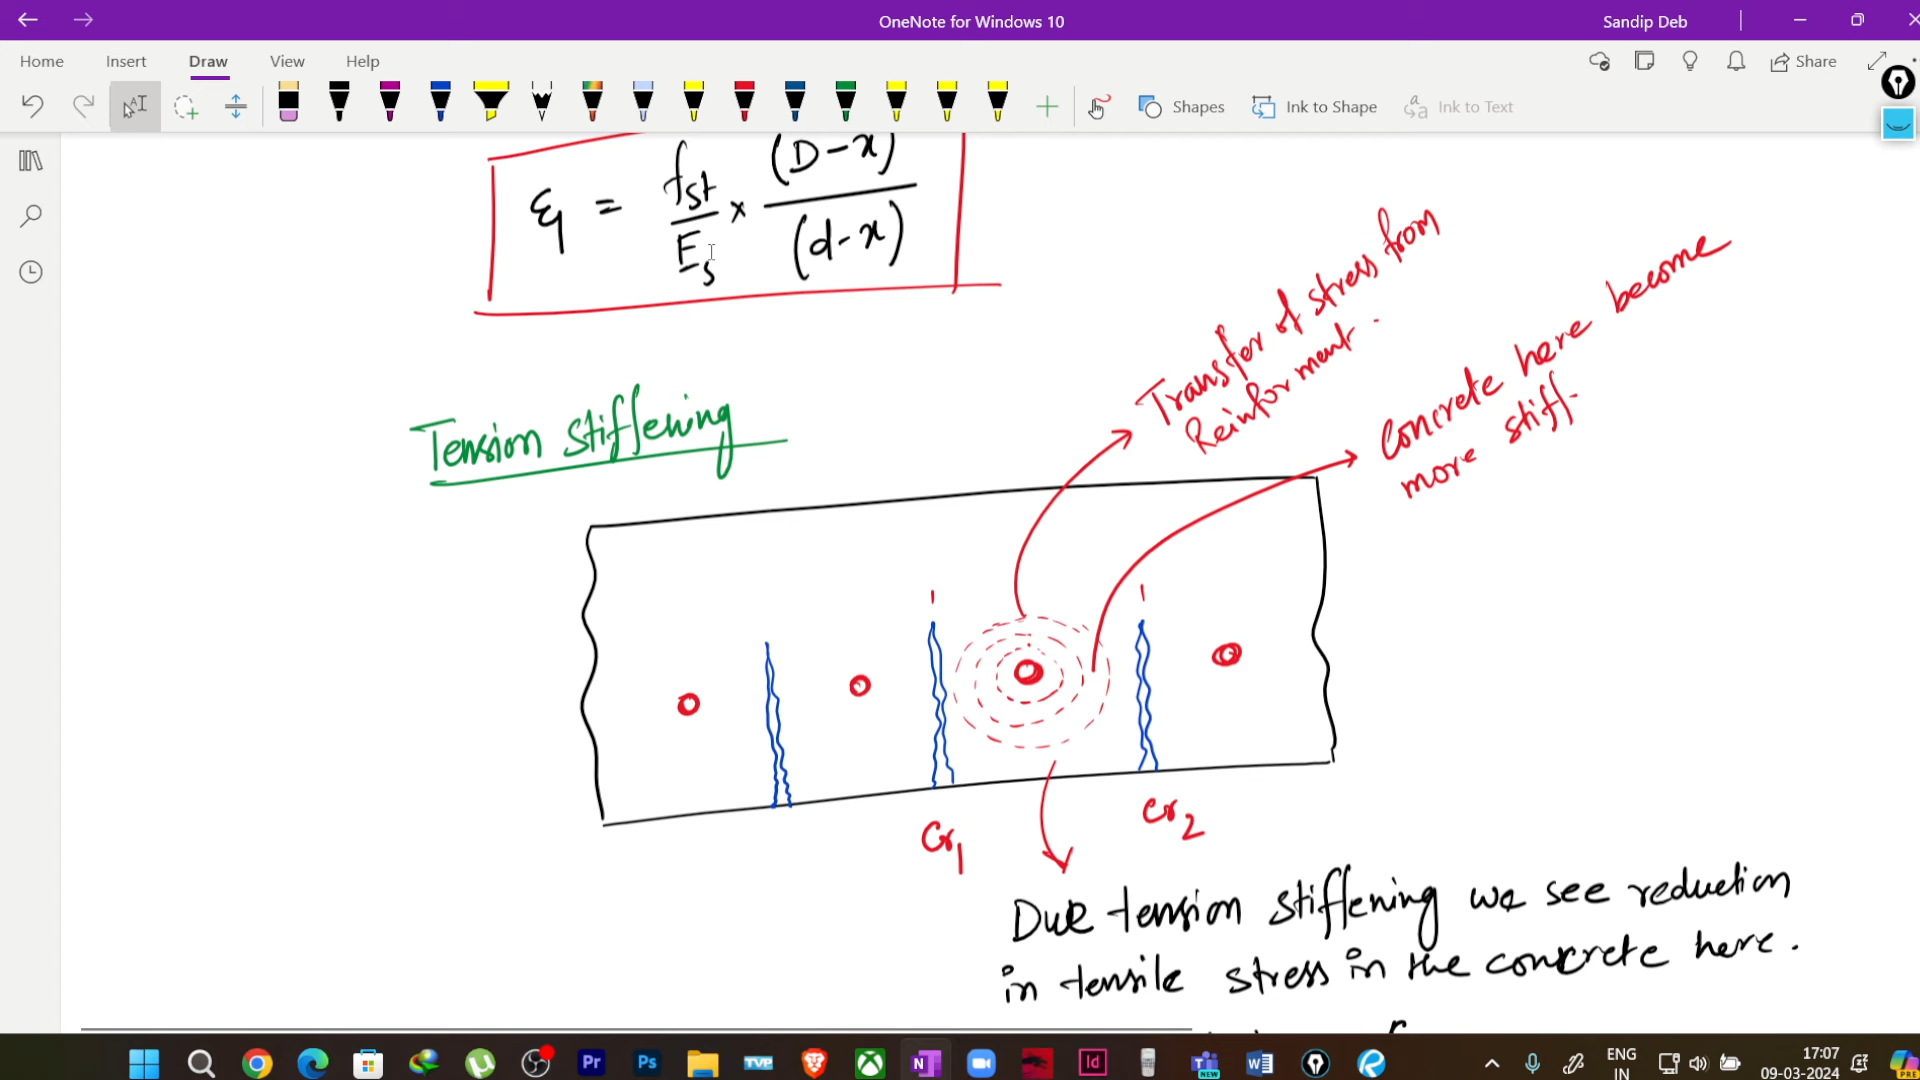 OneNote for Windows 10
Sandip Deb
Home
Insert
Draw
View
Help
Share
Shapes
Ink to Shape
Ink to Text
ε1 = fst/Es × (D-x)/(d-x)
Tension stiffening
Transfer of stress from
Reinforment.
Concrete here become
more stiff.
Cr1
Cr2
Due tension stiffening we see reduction
in tensile stress in the concrete here.
ENG
IN
17:07
09-03-2024